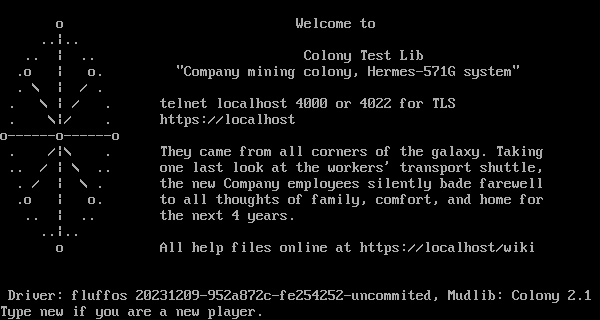 Welcome to
Colony Test Lib
"Company mining colony, Hermes-571G system"
telnet localhost 4000 or 4022 for TLS
https://localhost
They came from all corners of the galaxy. Taking
one last look at the workers' transport shuttle,
the new Company employees silently bade farewell
to all thoughts of family, comfort, and home for
the next 4 years.
All help files online at https://localhost/wiki
Driver: fluffos 20231209-952a872c-fe254252-uncommited, Mudlib: Colony 2.1
Type new if you are a new player.